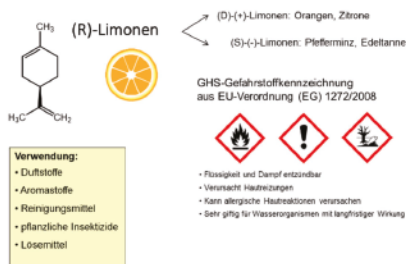 CH₃
(R)-Limonen
(D)-(+)-Limonen: Orangen, Zitrone
(S)-(-)-Limonen: Pfefferminz, Edeltanne
H₃C
CH₂
GHS-Gefahrstoffkennzeichnung
aus EU-Verordnung (EG) 1272/2008
Verwendung:
• Duftstoffe
• Aromastoffe
• Reinigungsmittel
• pflanzliche Insektizide
• Lösemittel
• Flüssigkeit und Dampf entzündbar
• Verursacht Hautreizungen
• Kann allergische Hautreaktionen verursachen
• Sehr giftig für Wasserorganismen mit langfristiger Wirkung